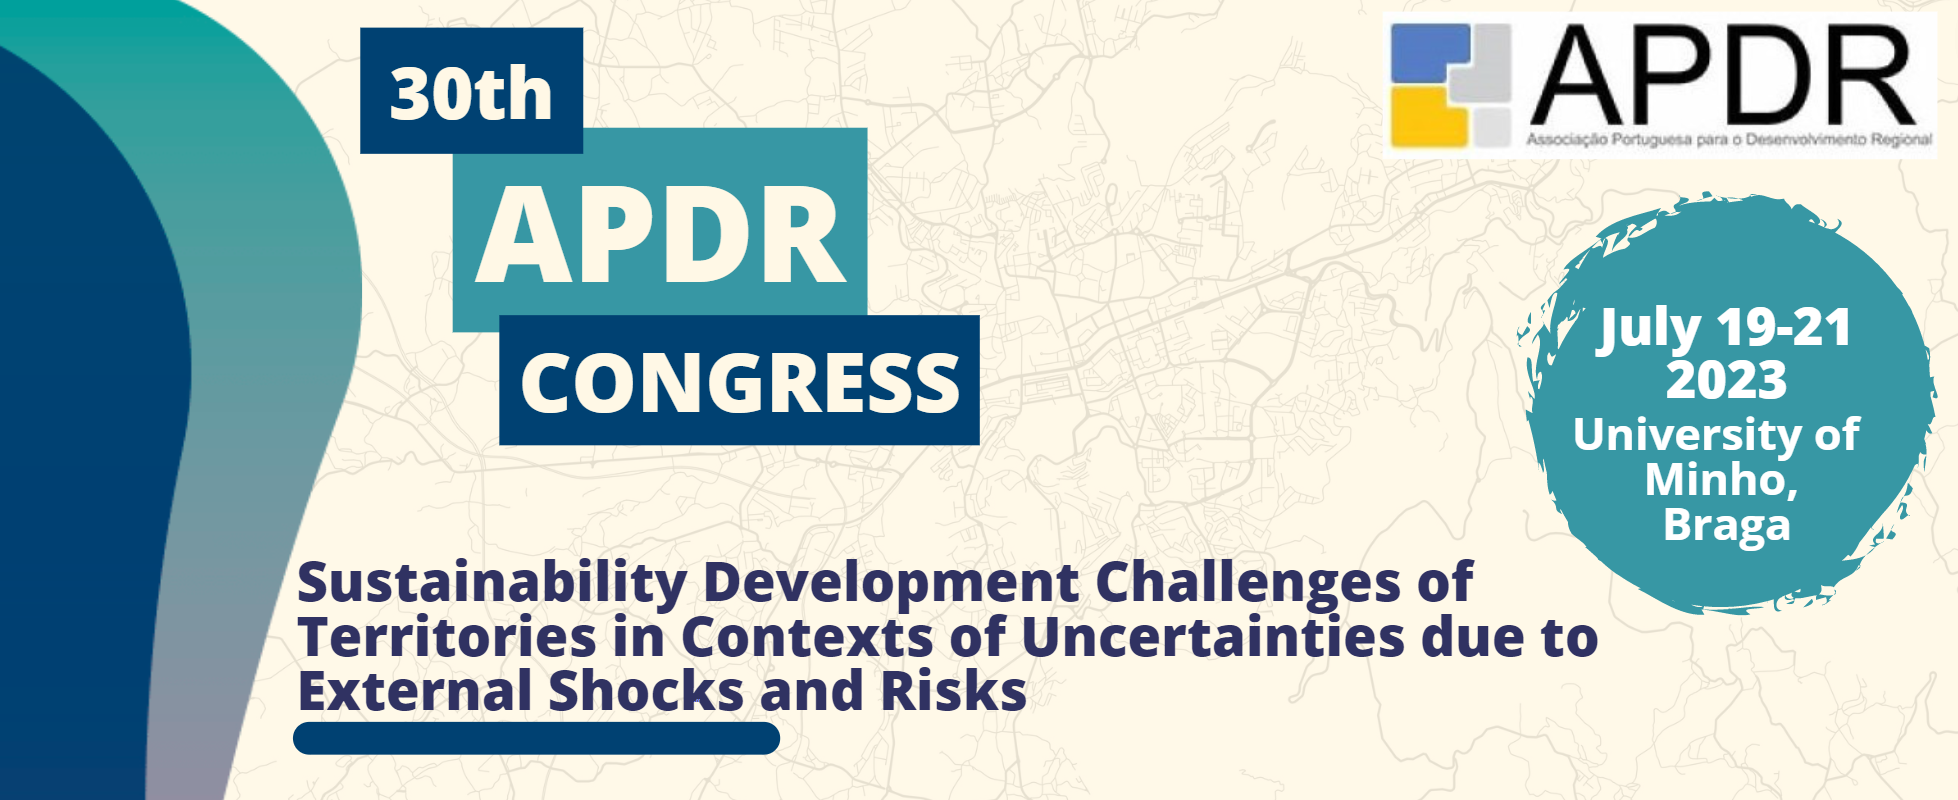 30th
APDR
CONGRESS
APDR
Associação Portuguesa para o Desenvolvimento Regional
July 19-21
2023
University of
Minho,
Braga
Sustainability Development Challenges of
Territories in Contexts of Uncertainties due to
External Shocks and Risks